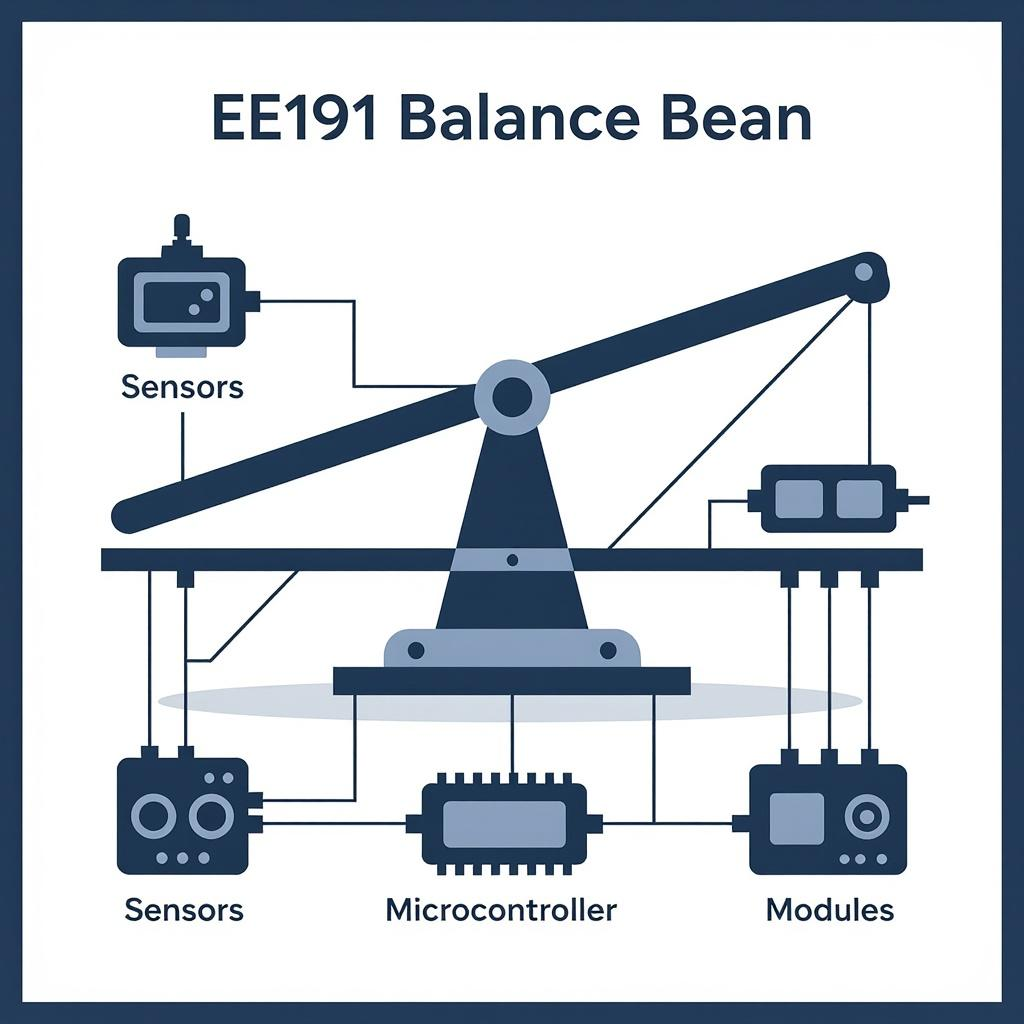 EE191 Balance Bean
Sensors
Sensors
Microcontroller
Modules